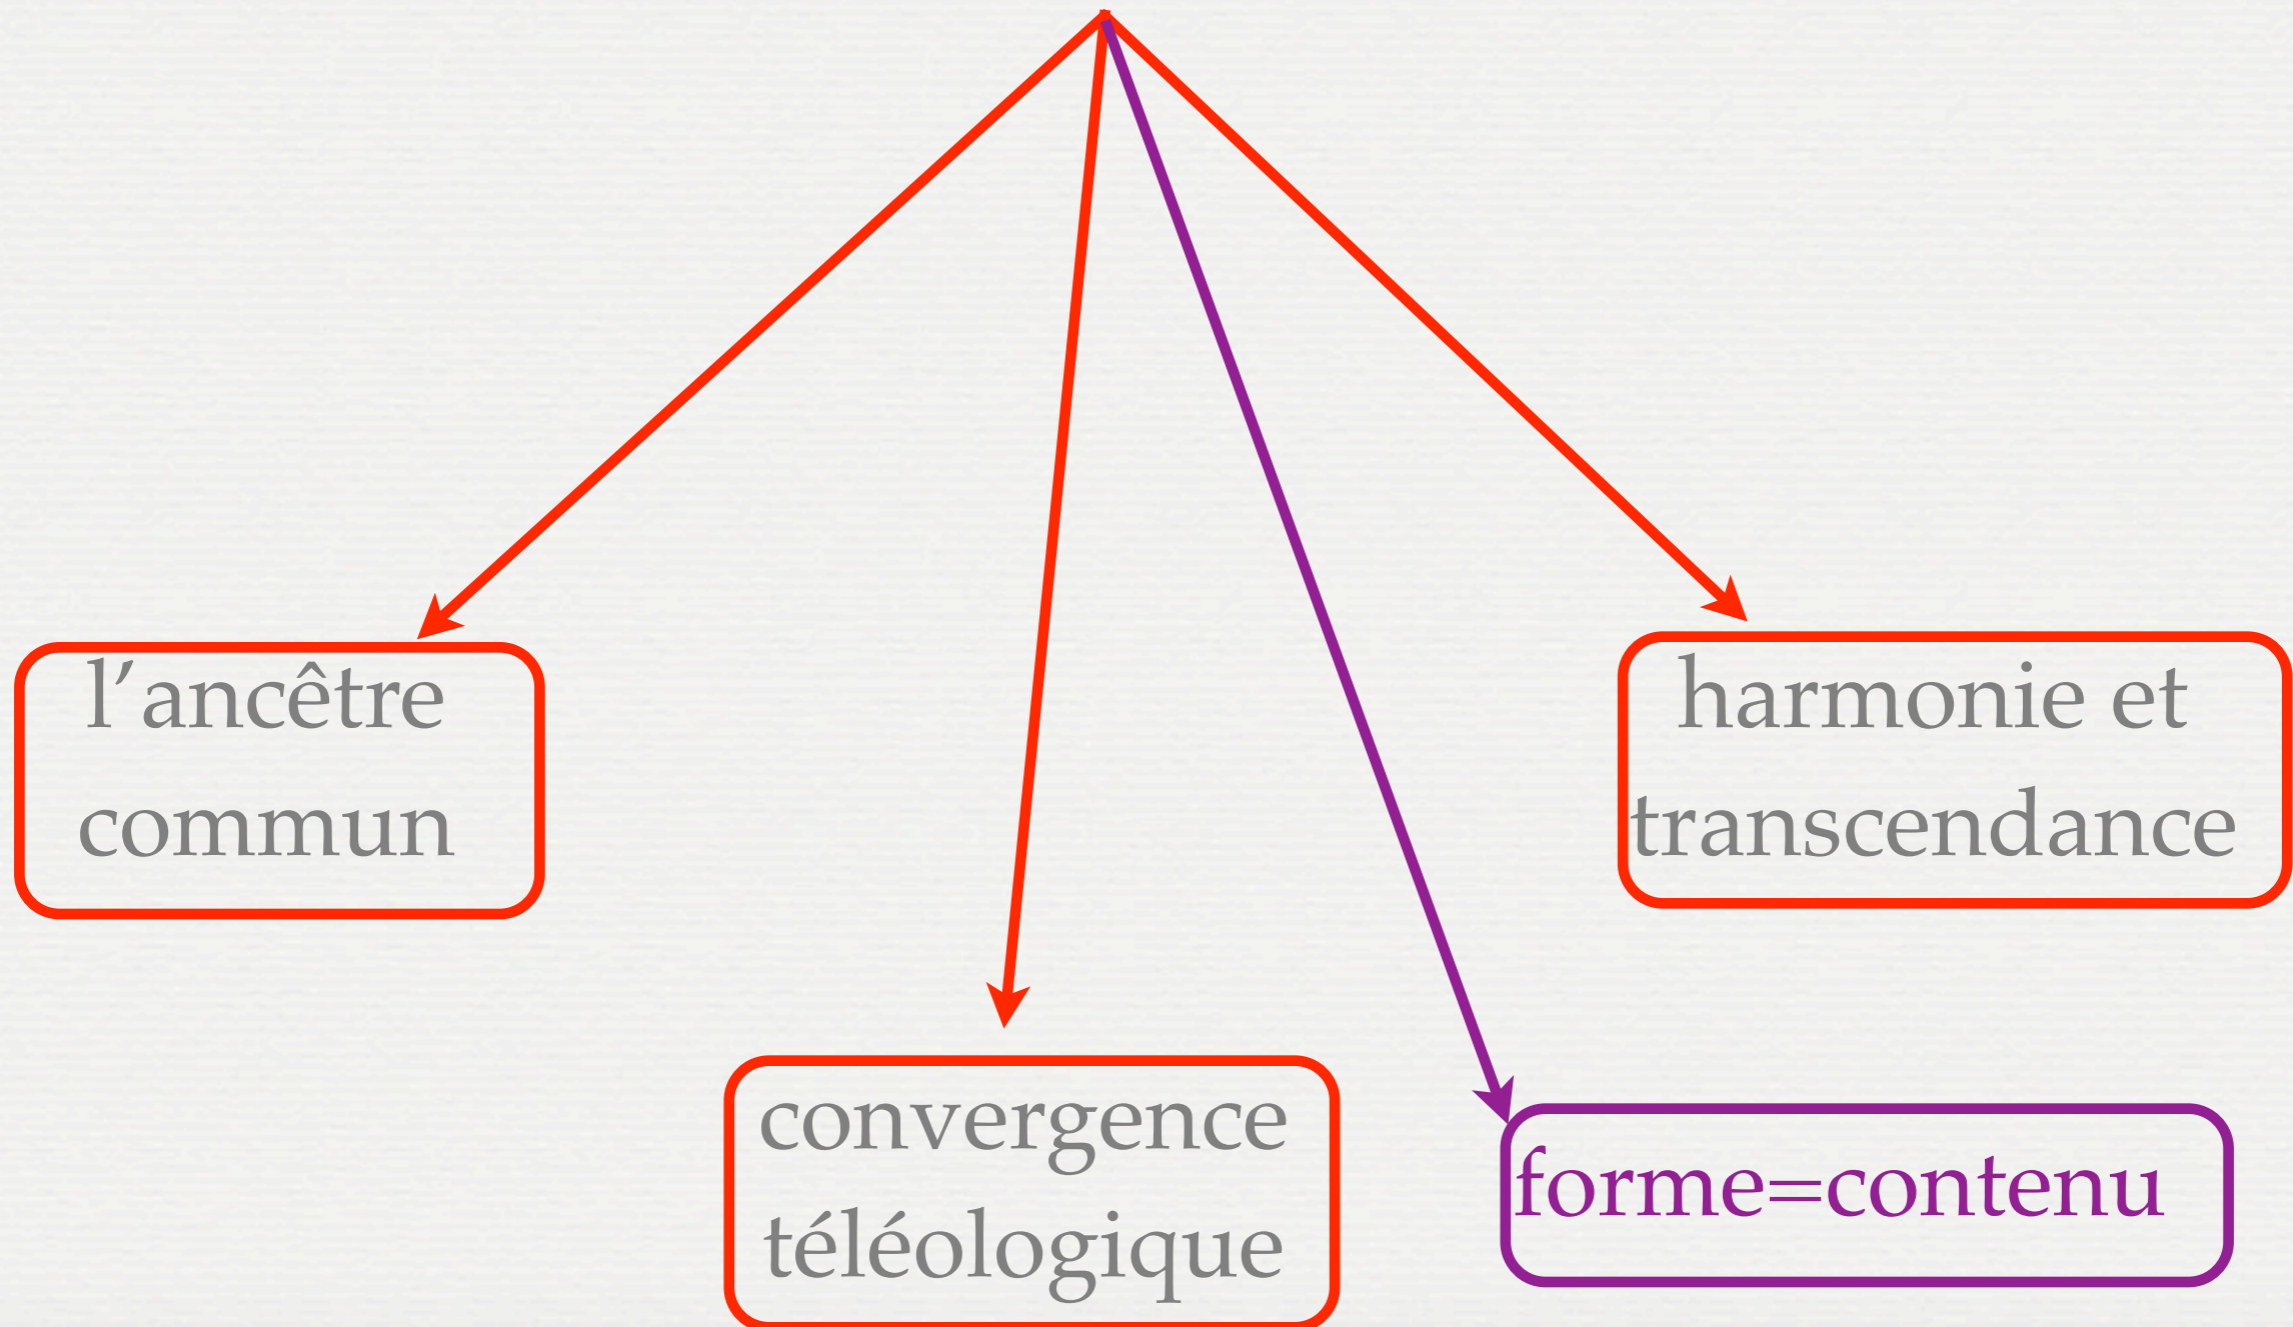 l’ancêtre
commun
harmonie et
transcendance
convergence
téléologique
forme=contenu